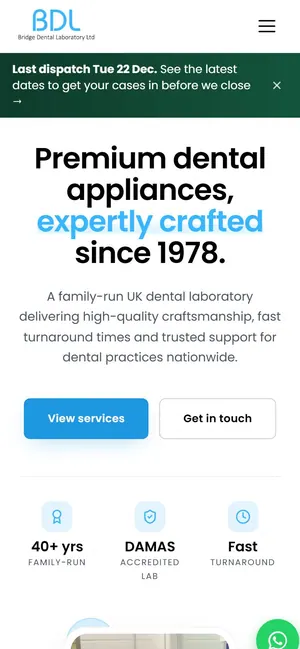 BDL
Bridge Dental Laboratory Ltd
Last dispatch Tue 22 Dec. See the latest
dates to get your cases in before we close
→
Premium dental
appliances,
expertly crafted
since 1978.
A family-run UK dental laboratory
delivering high-quality craftsmanship, fast
turnaround times and trusted support for
dental practices nationwide.
View services
Get in touch
40+ yrs
FAMILY-RUN
DAMAS
ACCREDITED
LAB
Fast
TURNAROUND